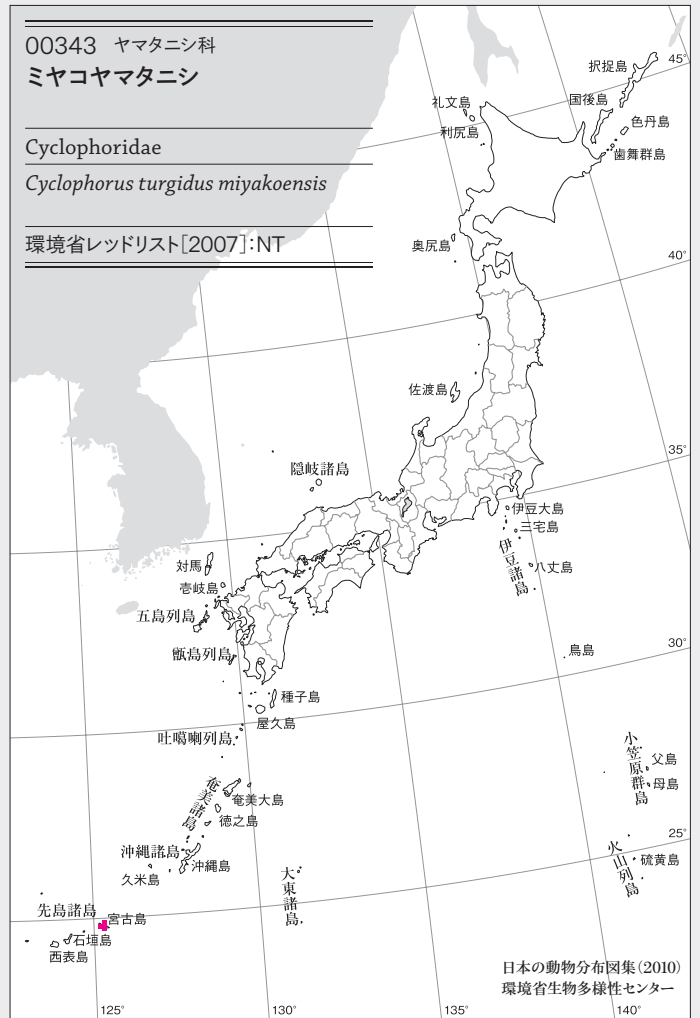 00343 ヤマタニシ科
ミヤコヤマタニシ
Cyclophoridae
Cyclophorus turgidus miyakoensis
環境省レッドリスト[2007]:NT
45°
択捉島
礼文島
国後島
利尻島
色丹島
歯舞群島
奥尻島
40°
佐渡島
35°
隠岐諸島
伊豆大島
三宅島
伊豆諸島
八丈島
対馬
壱岐島
五島列島
甑島列島
鳥島
30°
種子島
屋久島
吐噶喇列島
小笠原群島
父島
母島
奄美諸島
奄美大島
徳之島
25°
沖縄諸島
沖縄島
久米島
火山列島
硫黄島
大東諸島
先島諸島
宮古島
石垣島
西表島
日本の動物分布図集(2010)
環境省生物多様性センター
125°
130°
135°
140°